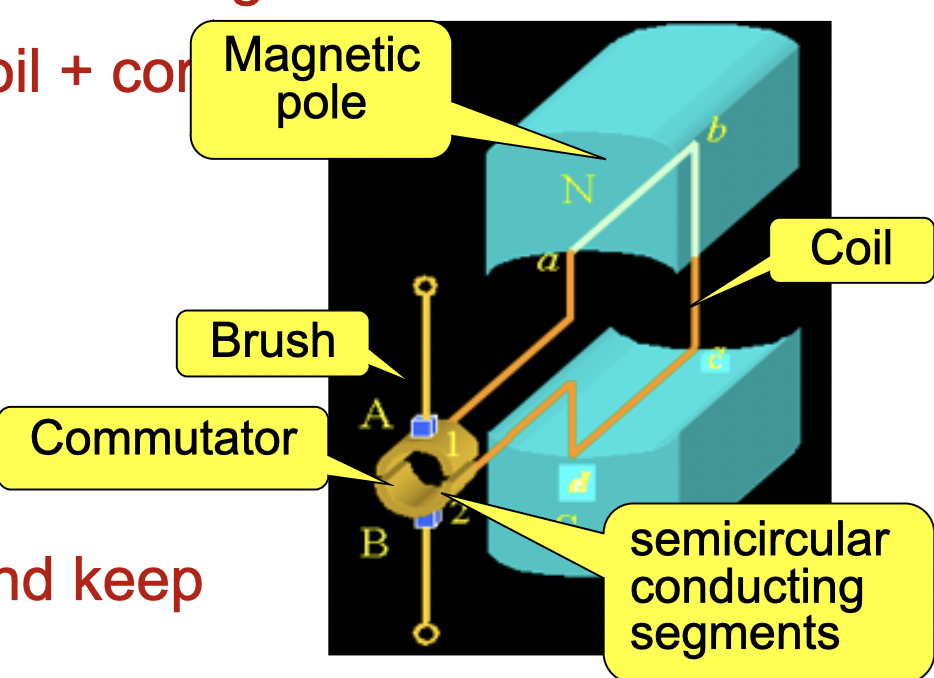 oil + cor
Magnetic
pole
b
N
a
Coil
Brush
c
A
Commutator
1
d
2
B
semicircular
conducting
segments
nd keep